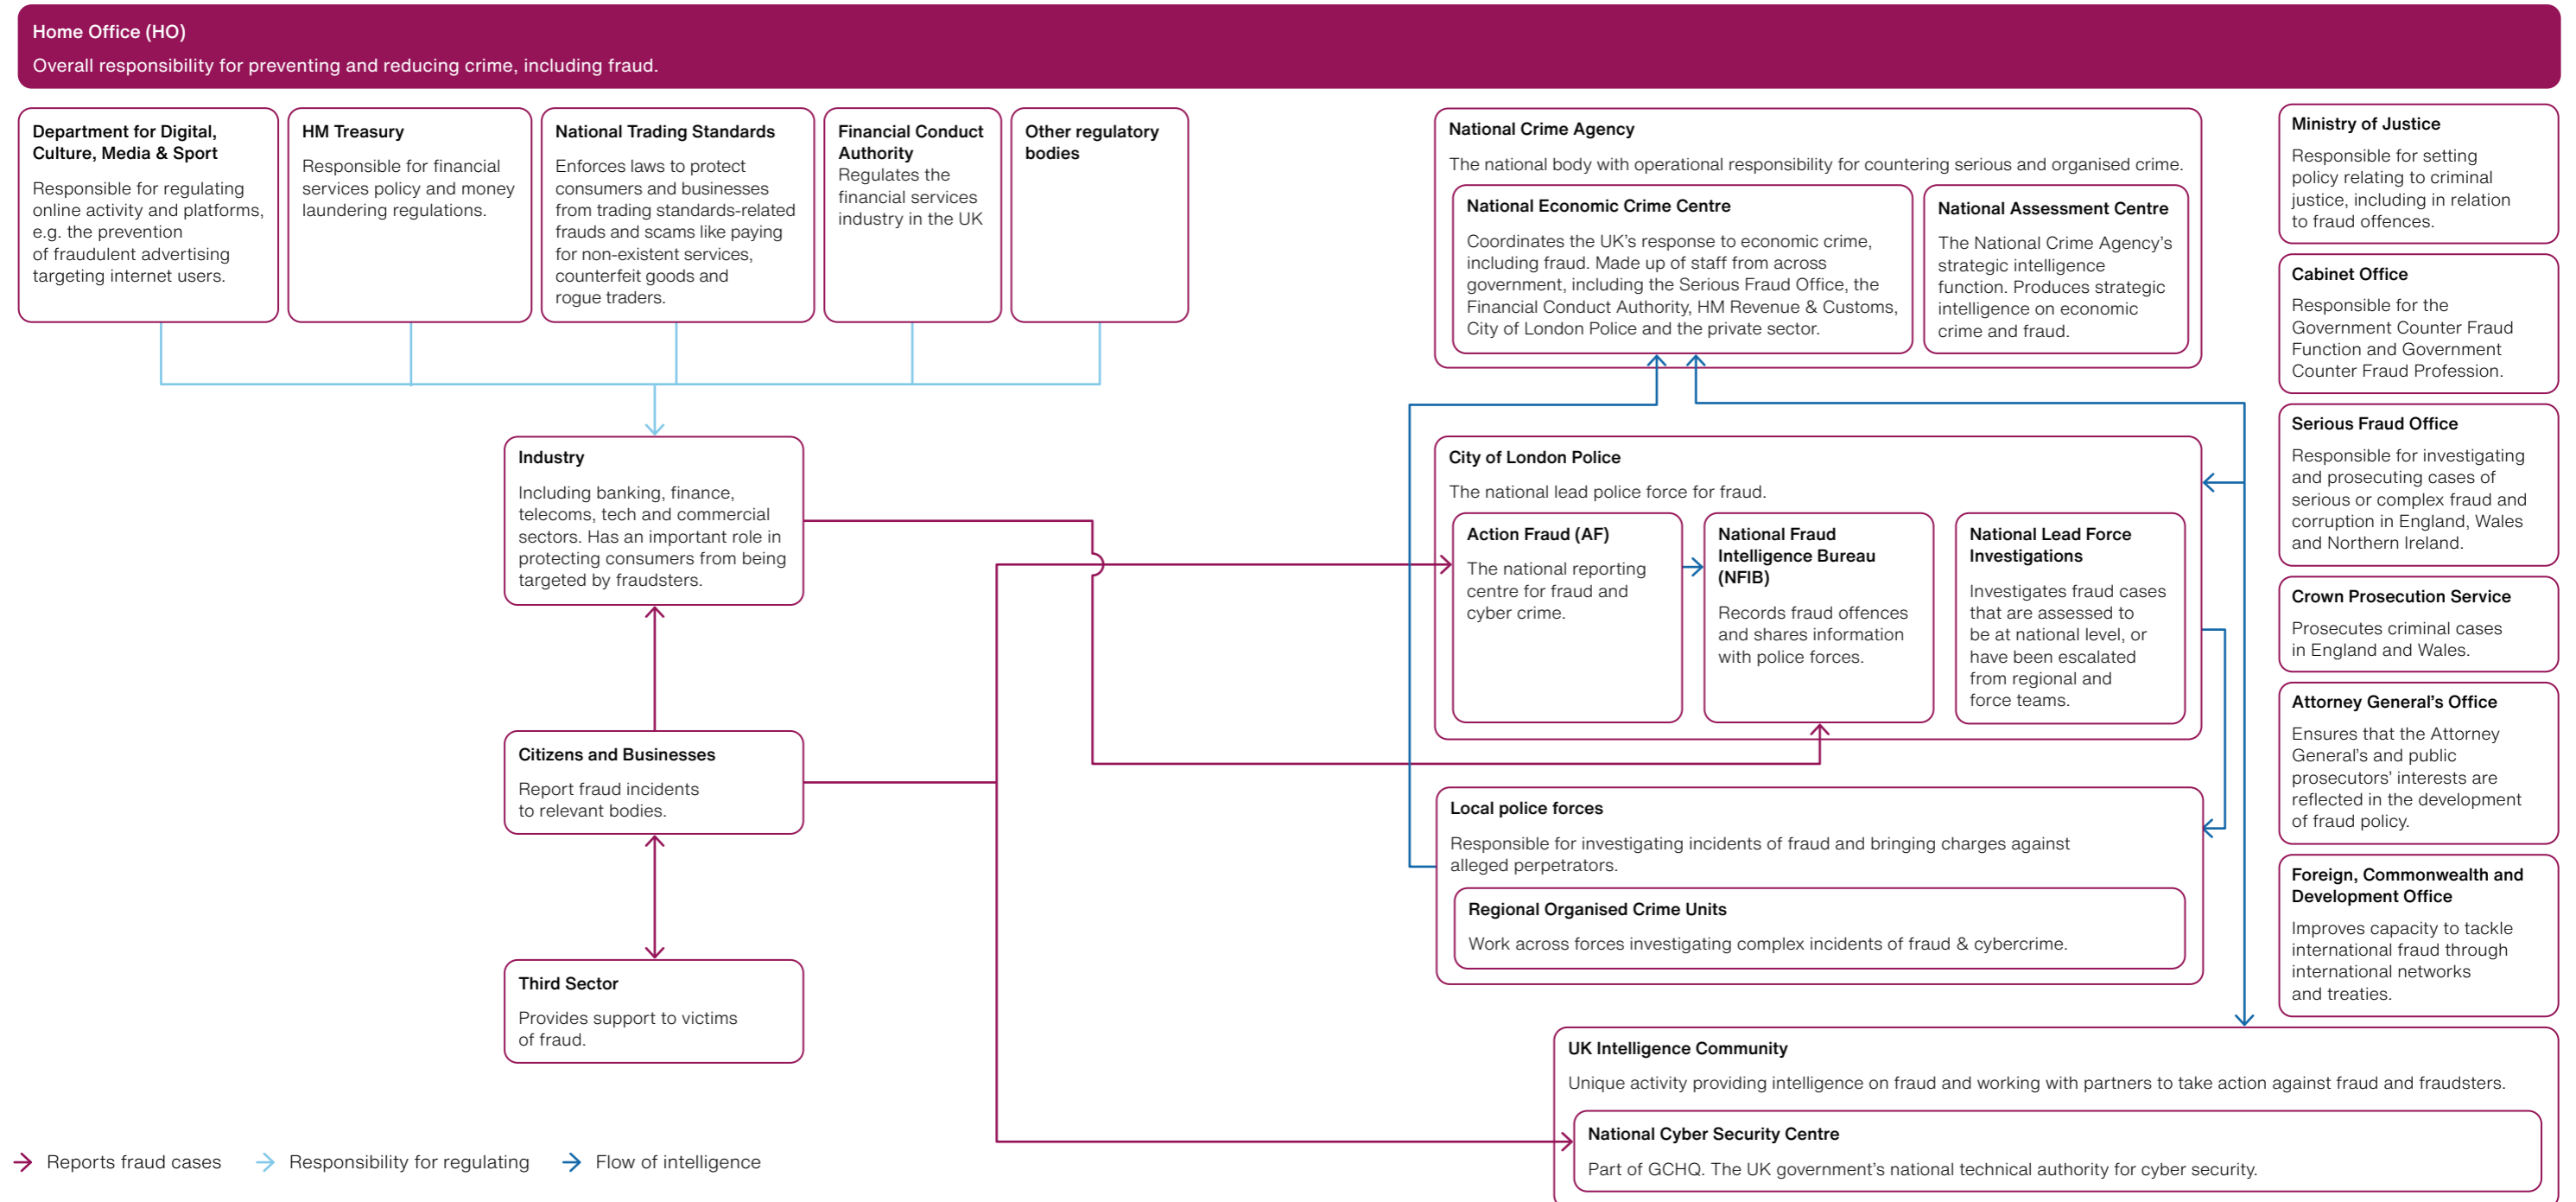 Home Office (HO)
Overall responsibility for preventing and reducing crime, including fraud.
Department for Digital,
Culture, Media & Sport
Responsible for regulating
online activity and platforms,
e.g. the prevention
of fraudulent advertising
targeting internet users.
HM Treasury
Responsible for financial
services policy and money
laundering regulations.
National Trading Standards
Enforces laws to protect
consumers and businesses
from trading standards-related
frauds and scams like paying
for non-existent services,
counterfeit goods and
rogue traders.
Financial Conduct
Authority
Regulates the
financial services
industry in the UK
Other regulatory
bodies
National Crime Agency
The national body with operational responsibility for countering serious and organised crime.
National Economic Crime Centre
Coordinates the UK's response to economic crime,
including fraud. Made up of staff from across
government, including the Serious Fraud Office, the
Financial Conduct Authority, HM Revenue & Customs,
City of London Police and the private sector.
National Assessment Centre
The National Crime Agency's
strategic intelligence
function. Produces strategic
intelligence on economic
crime and fraud.
Ministry of Justice
Responsible for setting
policy relating to criminal
justice, including in relation
to fraud offences.
Cabinet Office
Responsible for the
Government Counter Fraud
Function and Government
Counter Fraud Profession.
Serious Fraud Office
Responsible for investigating
and prosecuting cases of
serious or complex fraud and
corruption in England, Wales
and Northern Ireland.
Crown Prosecution Service
Prosecutes criminal cases
in England and Wales.
Attorney General's Office
Ensures that the Attorney
General's and public
prosecutors' interests are
reflected in the development
of fraud policy.
Foreign, Commonwealth and
Development Office
Improves capacity to tackle
international fraud through
international networks
and treaties.
Industry
Including banking, finance,
telecoms, tech and commercial
sectors. Has an important role in
protecting consumers from being
targeted by fraudsters.
City of London Police
The national lead police force for fraud.
Action Fraud (AF)
The national reporting
centre for fraud and
cyber crime.
National Fraud
Intelligence Bureau
(NFIB)
Records fraud offences
and shares information
with police forces.
National Lead Force
Investigations
Investigates fraud cases
that are assessed to
be at national level, or
have been escalated
from regional and
force teams.
Citizens and Businesses
Report fraud incidents
to relevant bodies.
Local police forces
Responsible for investigating incidents of fraud and bringing charges against
alleged perpetrators.
Regional Organised Crime Units
Work across forces investigating complex incidents of fraud & cybercrime.
Third Sector
Provides support to victims
of fraud.
UK Intelligence Community
Unique activity providing intelligence on fraud and working with partners to take action against fraud and fraudsters.
National Cyber Security Centre
Part of GCHQ. The UK government's national technical authority for cyber security.
Reports fraud cases
Responsibility for regulating
Flow of intelligence